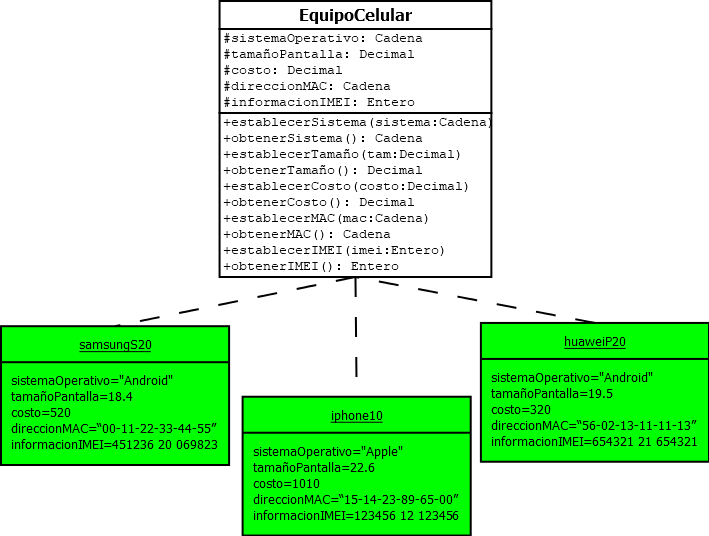 EquipoCelular
#sistemaOperativo: Cadena
#tamañoPantalla: Decimal
#costo: Decimal
#direccionMAC: Cadena
#informacionIMEI: Entero
+establecerSistema(sistema:Cadena)
+obtenerSistema(): Cadena
+establecerTamaño(tam:Decimal)
+obtenerTamaño(): Decimal
+establecerCosto(costo:Decimal)
+obtenerCosto(): Decimal
+establecerMAC(mac:Cadena)
+obtenerMAC(): Cadena
+establecerIMEI(imei:Entero)
+obtenerIMEI(): Entero
samsungS20
sistemaOperativo="Android"
tamañoPantalla=18.4
costo=520
direccionMAC=“00-11-22-33-44-55”
informacionIMEI=451236 20 069823
iphone10
sistemaOperativo="Apple"
tamañoPantalla=22.6
costo=1010
direccionMAC=“15-14-23-89-65-00”
informacionIMEI=123456 12 123456
huaweiP20
sistemaOperativo="Android"
tamañoPantalla=19.5
costo=320
direccionMAC=“56-02-13-11-11-13”
informacionIMEI=654321 21 654321